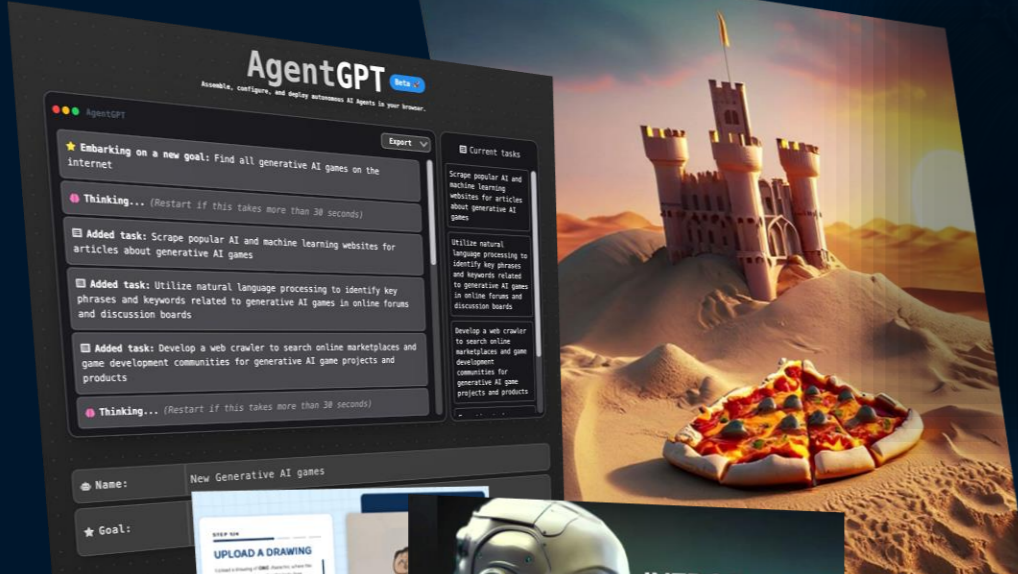 AgentGPT Beta
Assemble, configure, and deploy autonomous AI Agents in your browser.
AgentGPT
Export
Embarking on a new goal: Find all generative AI games on the
internet
Thinking... (Restart if this takes more than 30 seconds)
Added task: Scrape popular AI and machine learning websites for
articles about generative AI games
Added task: Utilize natural language processing to identify key
phrases and keywords related to generative AI games in online forums
and discussion boards
Added task: Develop a web crawler to search online marketplaces and
game development communities for generative AI game projects and
products
Thinking... (Restart if this takes more than 30 seconds)
Current tasks
Scrape popular AI and
machine learning
websites for articles
about generative AI
games
Utilize natural
language processing to
identify key phrases
and keywords related
to generative AI games
in online forums and
discussion boards
Develop a web crawler
to search online
marketplaces and game
development
communities for
generative AI game
projects and products
Name:
New Generative AI games
Goal:
UPLOAD A DRAWING